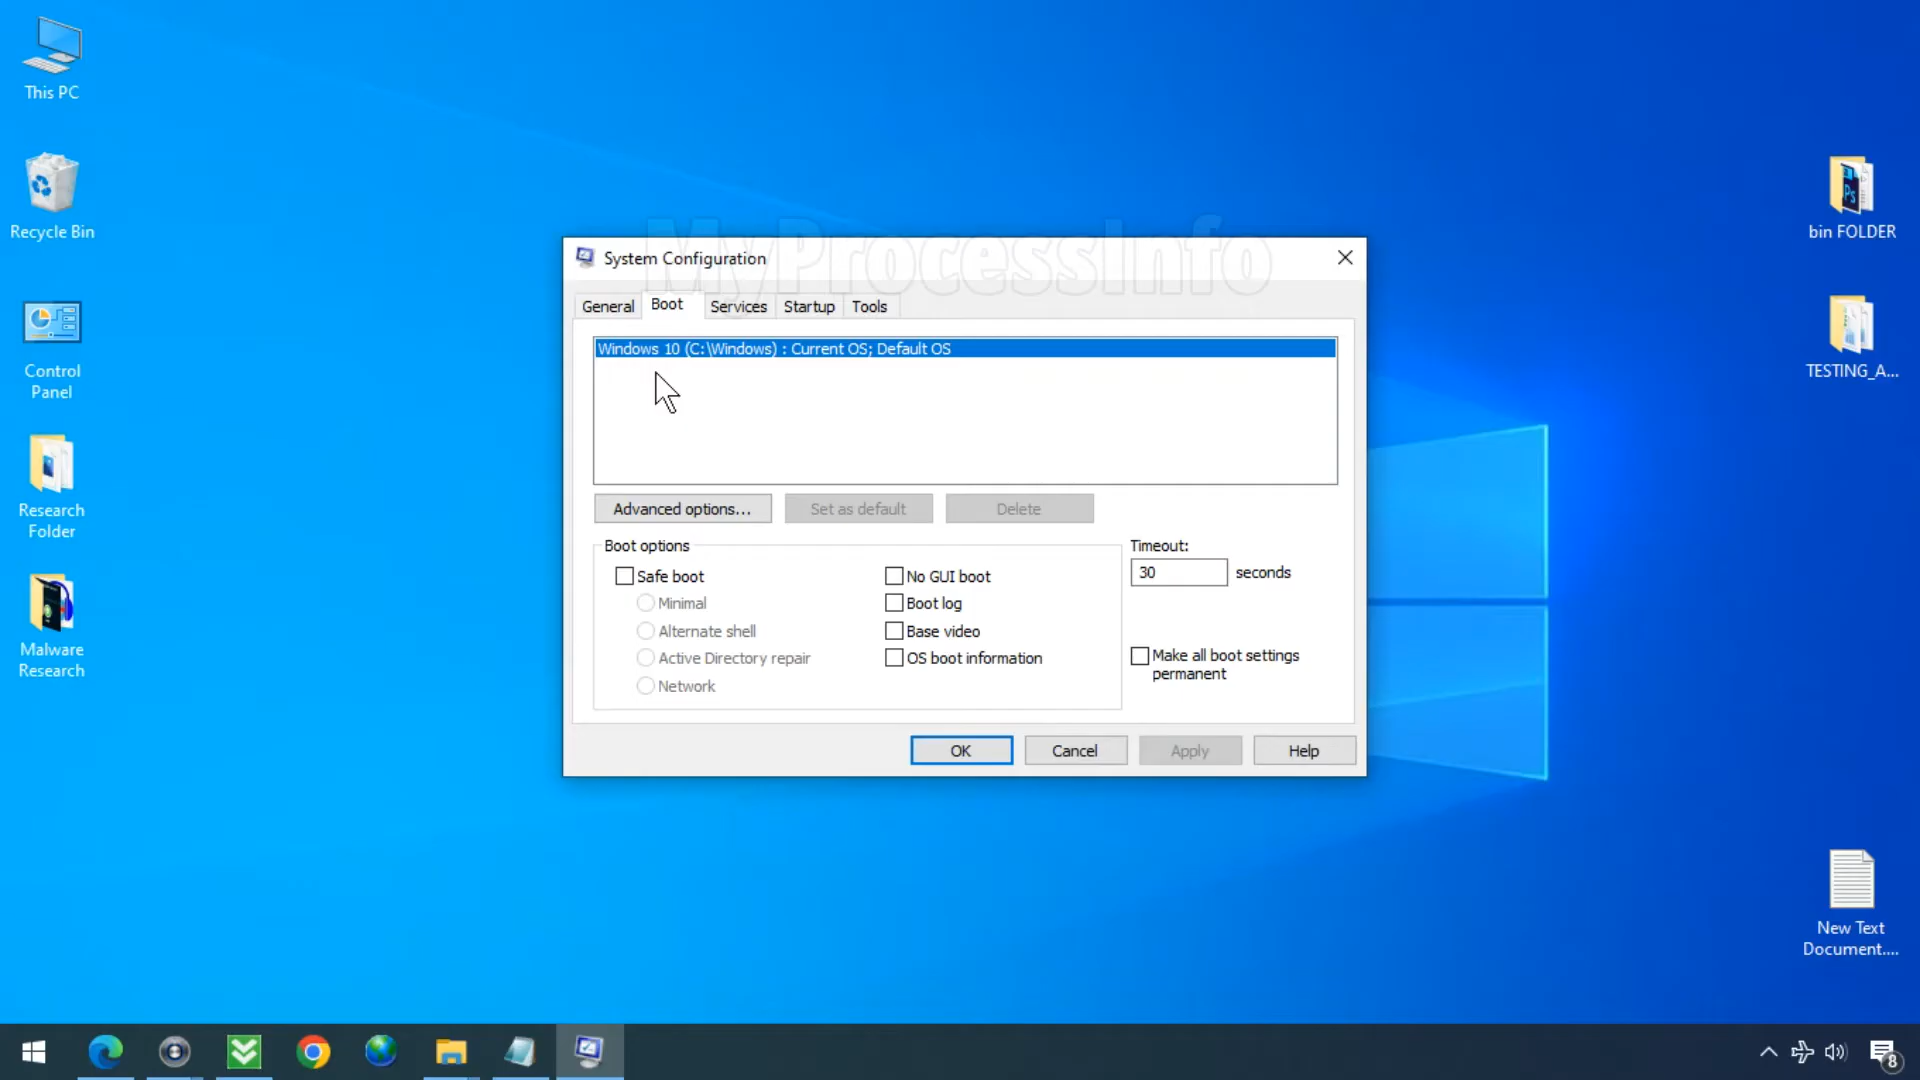 This PC
Recycle Bin
Control
Panel
Research
Folder
Malware
Research
bin FOLDER
TESTING_A...
New Text
Document....
MyProcessInfo
System Configuration
General
Boot
Services
Startup
Tools
Windows 10 (C:\Windows) : Current OS; Default OS
Advanced options...
Set as default
Delete
Boot options
Safe boot
Minimal
Alternate shell
Active Directory repair
Network
No GUI boot
Boot log
Base video
OS boot information
Timeout:
30 seconds
Make all boot settings
permanent
OK
Cancel
Apply
Help
Ps
8